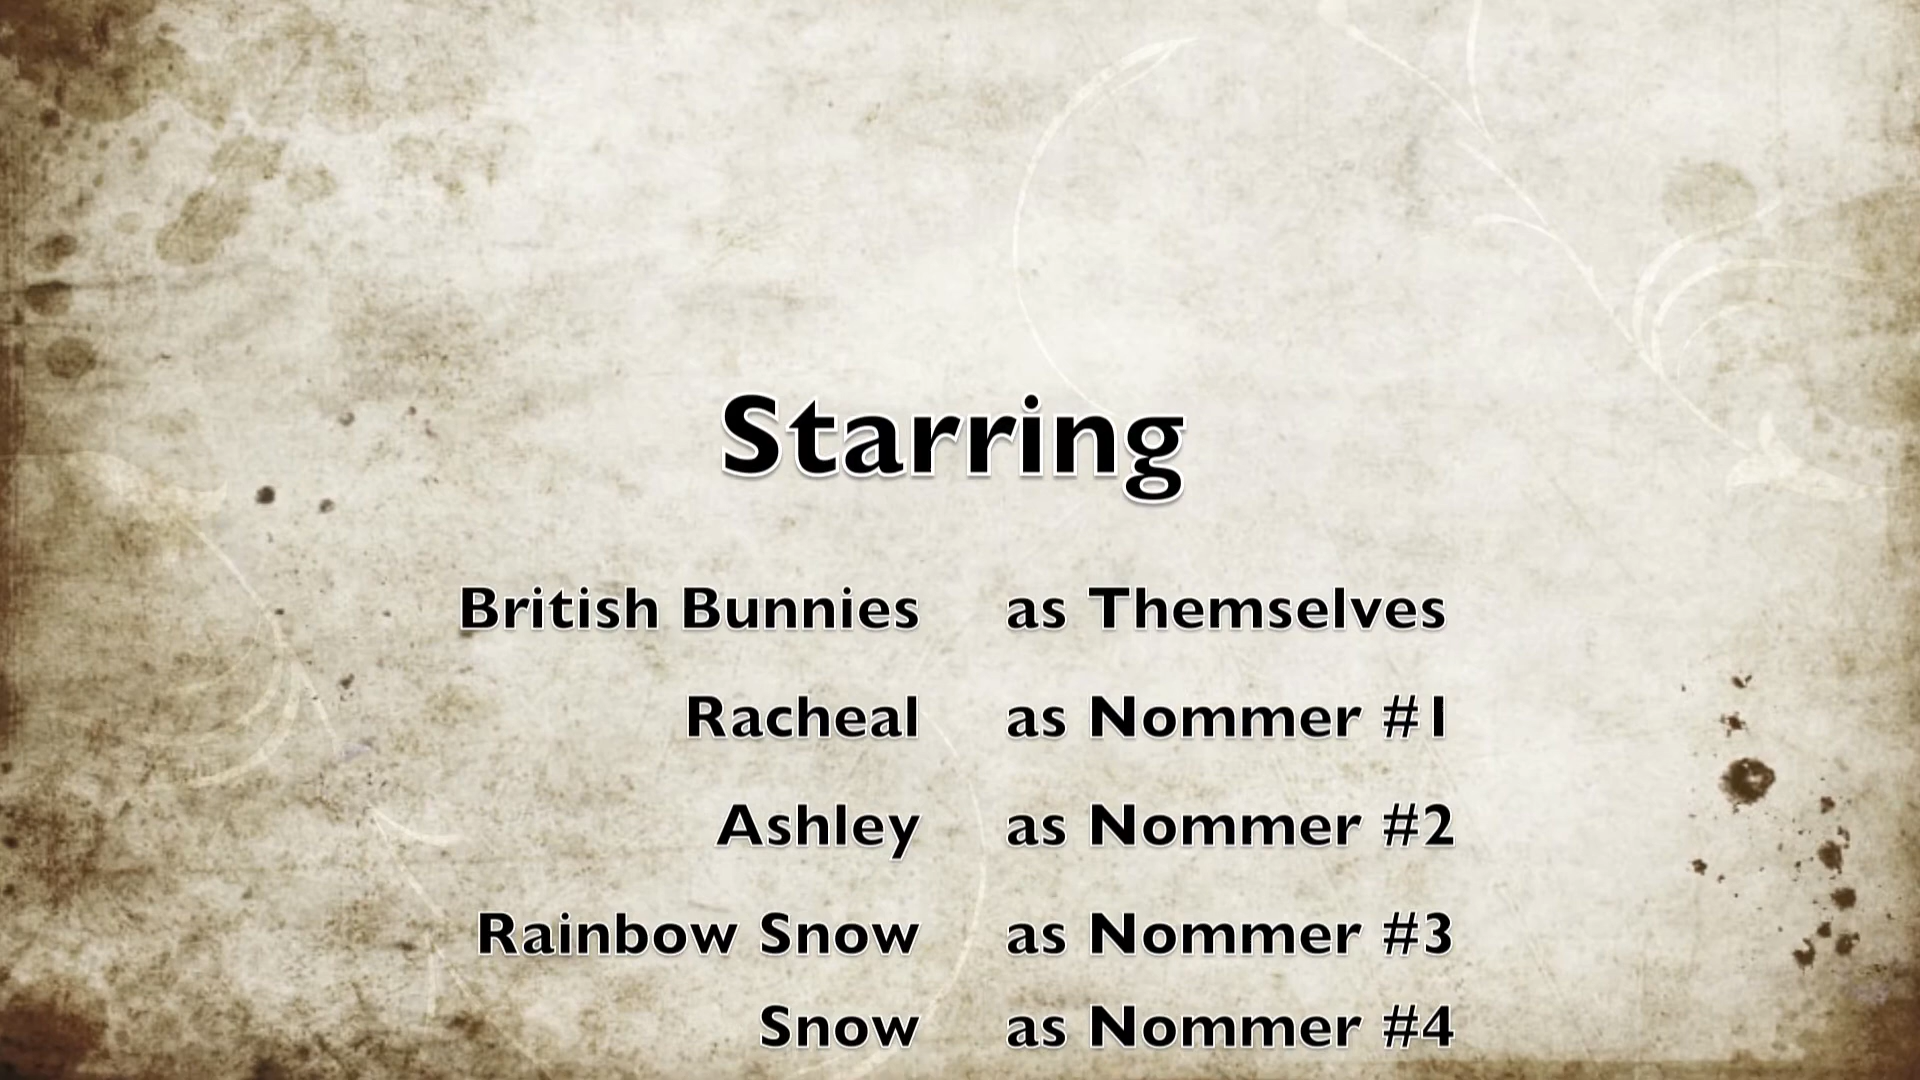 Starring
British Bunnies as Themselves
Racheal as Nommer #1
Ashley as Nommer #2
Rainbow Snow as Nommer #3
Snow as Nommer #4